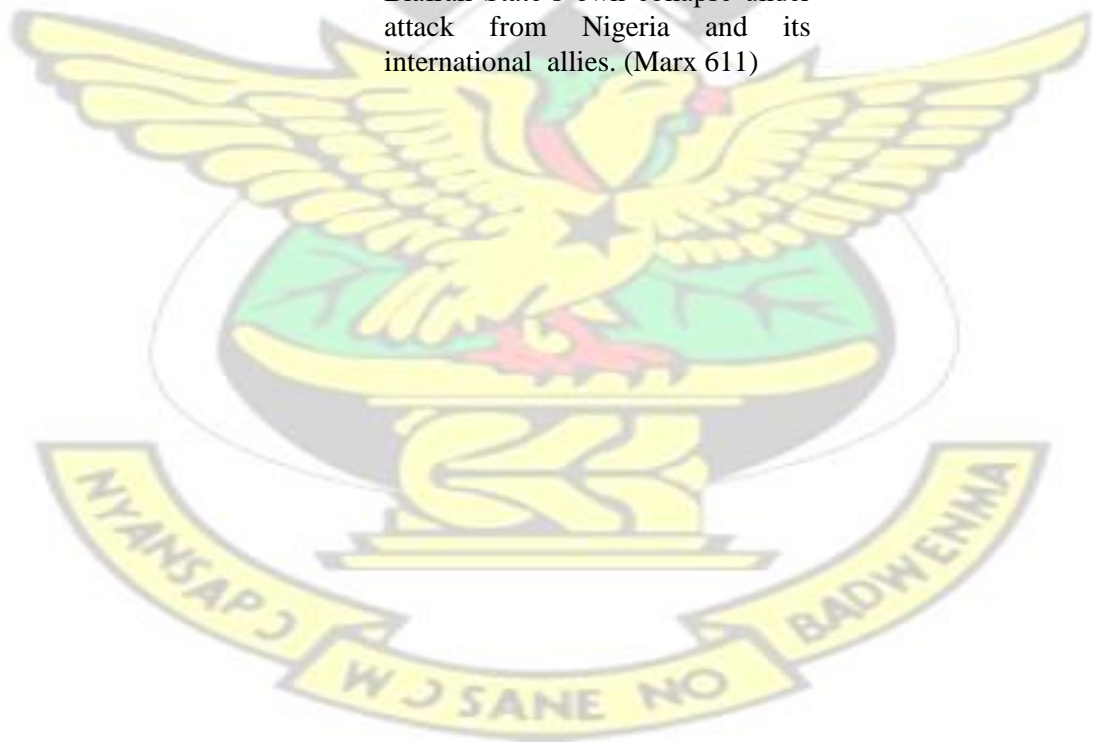 attack from Nigeria and its
international allies. (Marx 611)
NYANSAPƆ
WƆSANE NO
BADWENMA